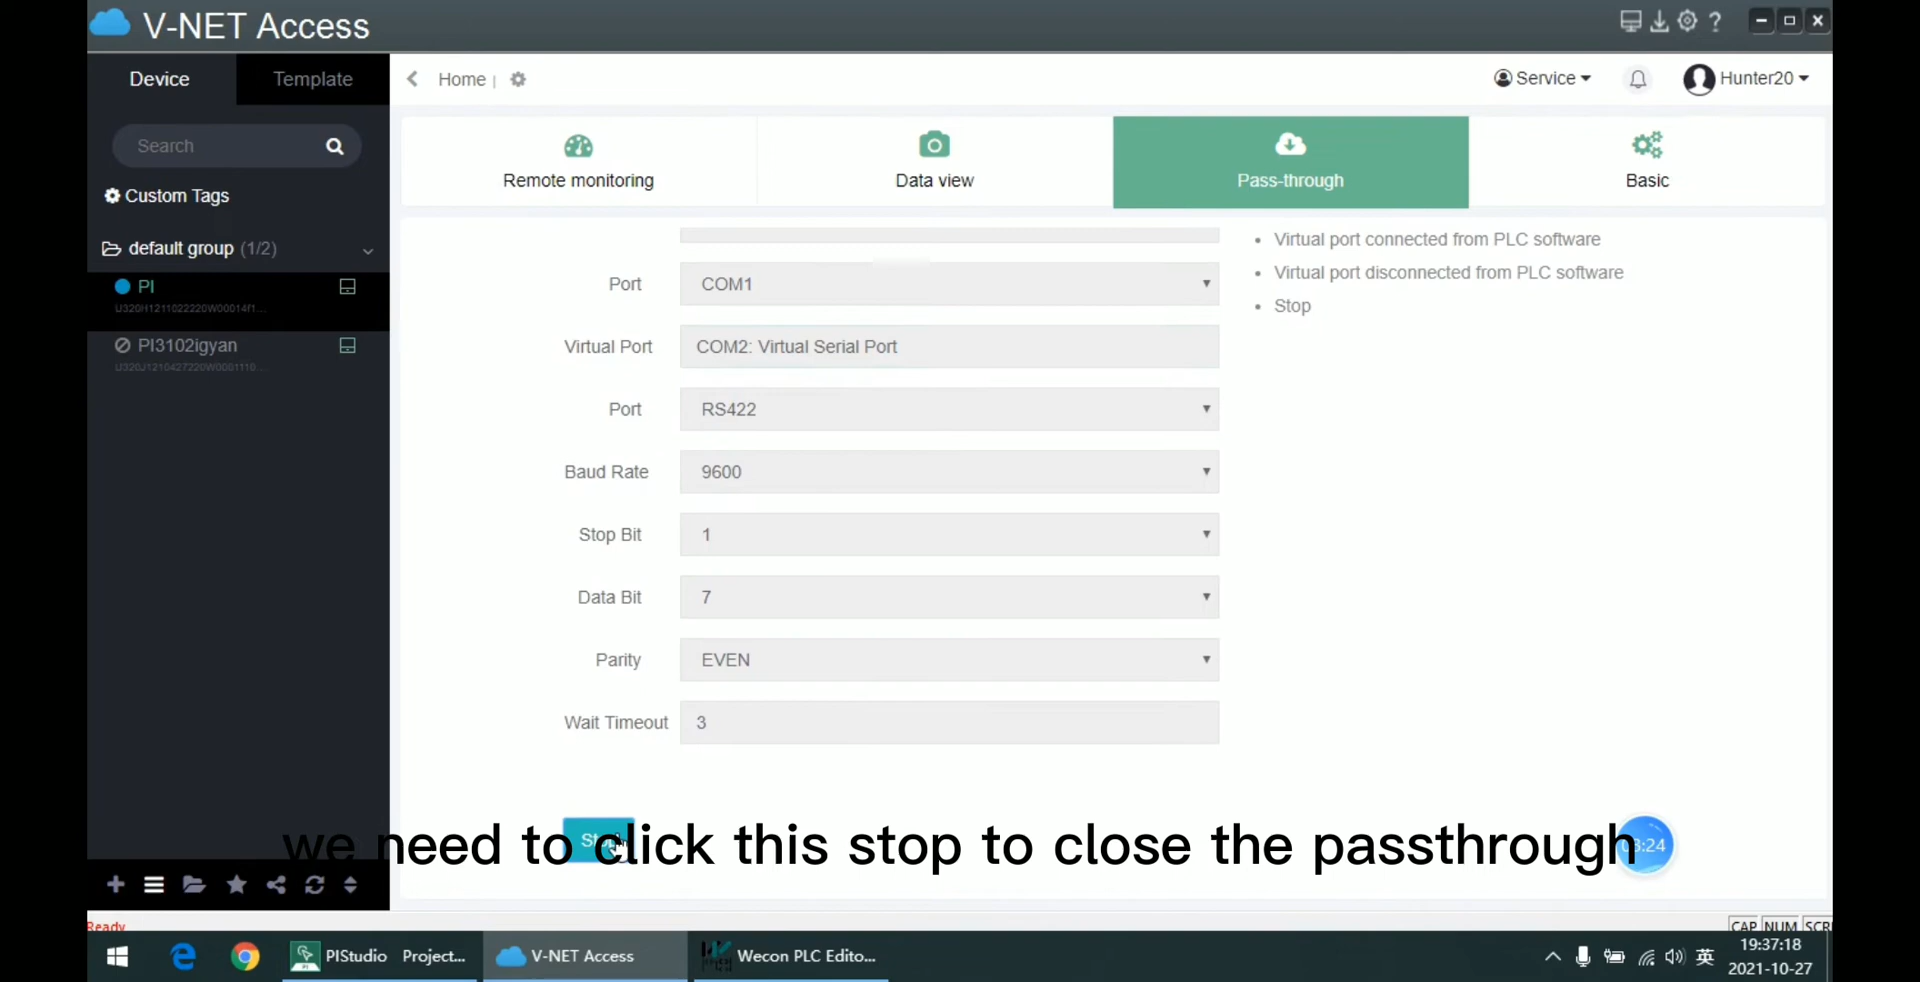 V-NET Access
Device
Template
Home
Service
Hunter20
Search
Custom Tags
default group (1/2)
PI
PI3102igyan
Remote monitoring
Data view
Pass-through
Basic
Port
COM1
Virtual Port
COM2: Virtual Serial Port
Port
RS422
Baud Rate
9600
Stop Bit
1
Data Bit
7
Parity
EVEN
Wait Timeout
3
Virtual port connected from PLC software
Virtual port disconnected from PLC software
Stop
Stop
we need to click this stop to close the passthrough
Ready
CAP NUM
PIStudio Project...
V-NET Access
Wecon PLC Edito...
英
19:37:18
2021-10-27